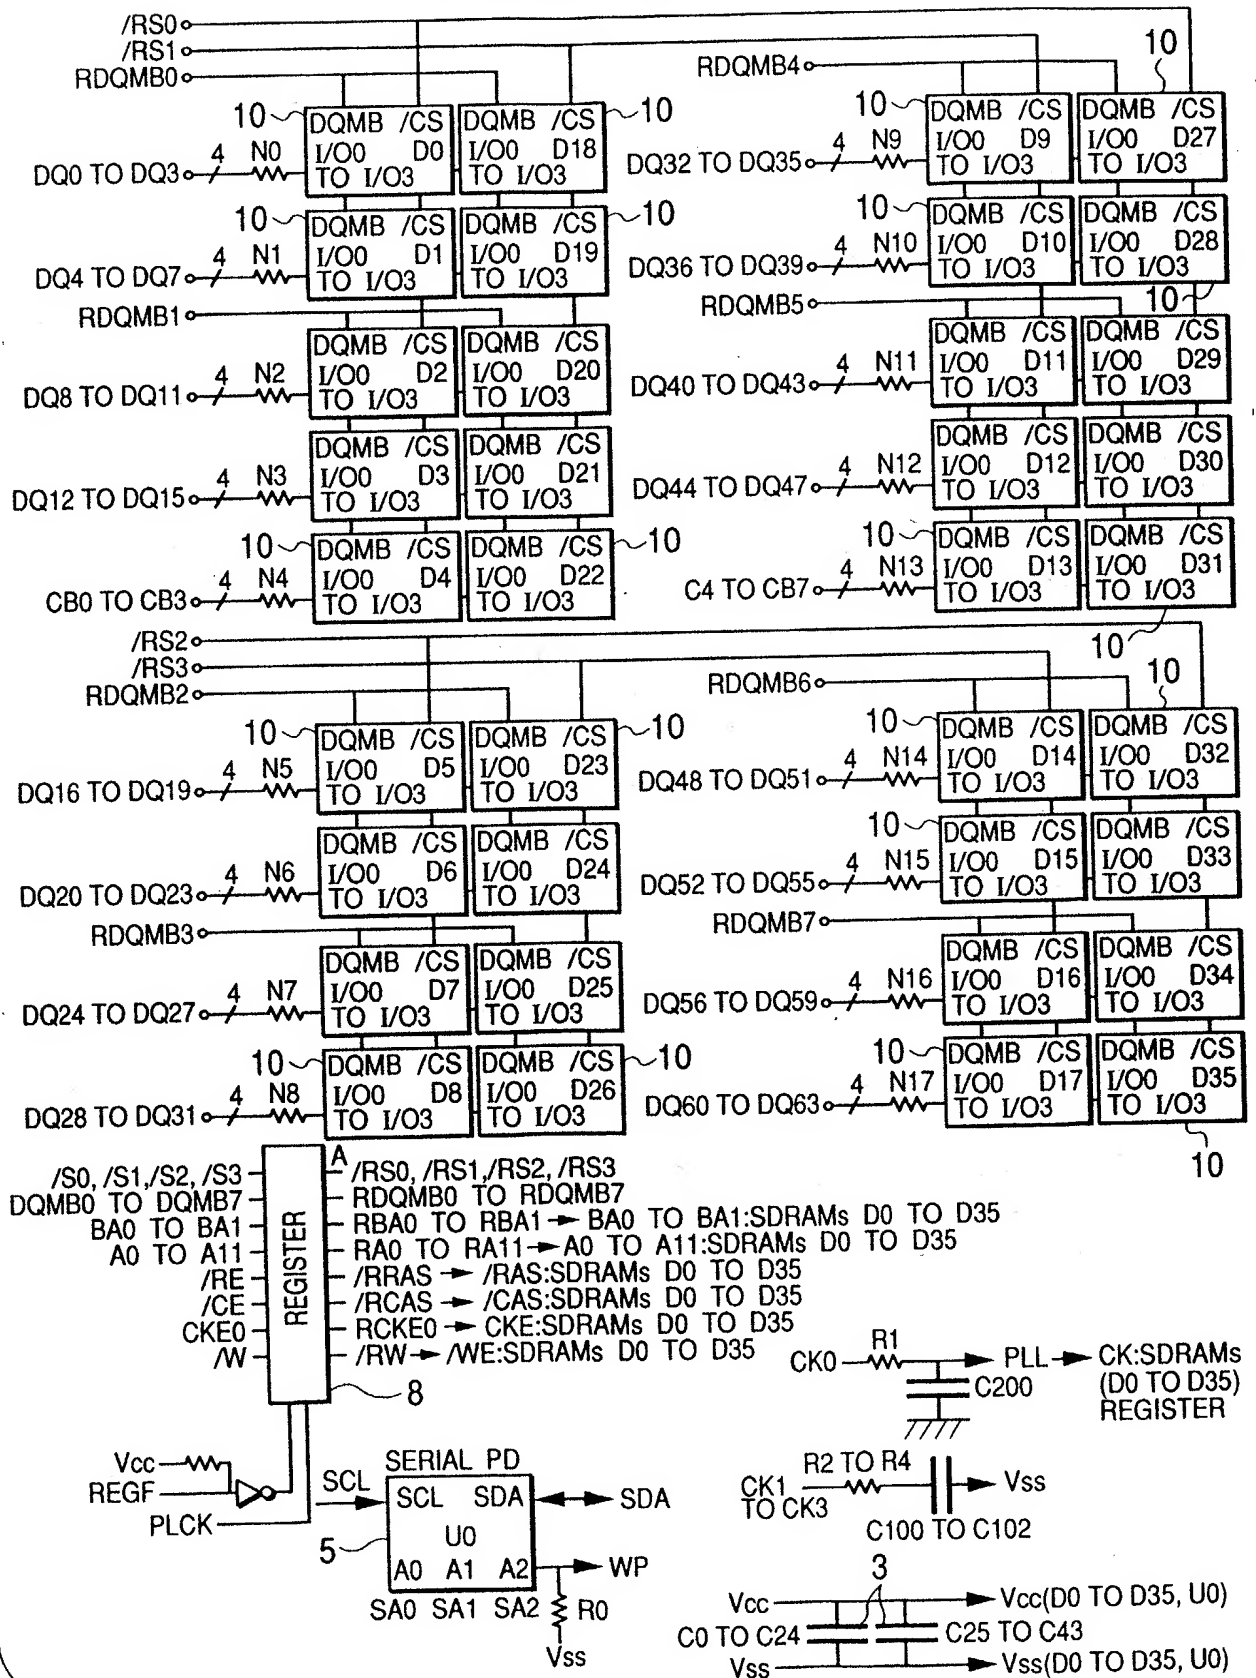 /RS0
/RS1
RDQMB0
RDQMB4
10
10 DQMB /CS DQMB /CS 10
10 DQMB /CS DQMB /CS
DQ0 TO DQ3 4 N0 I/O0 D0 I/O0 D18
TO I/O3 TO I/O3
DQ32 TO DQ35 4 N9 I/O0 D9 I/O0 D27
TO I/O3 TO I/O3
10 DQMB /CS DQMB /CS 10
DQ4 TO DQ7 4 N1 I/O0 D1 I/O0 D19
TO I/O3 TO I/O3
10 DQMB /CS DQMB /CS
DQ36 TO DQ39 4 N10 I/O0 D10 I/O0 D28
TO I/O3 TO I/O3
10
RDQMB1
RDQMB5
DQMB /CS DQMB /CS
DQ8 TO DQ11 4 N2 I/O0 D2 I/O0 D20
TO I/O3 TO I/O3
DQMB /CS DQMB /CS
DQ40 TO DQ43 4 N11 I/O0 D11 I/O0 D29
TO I/O3 TO I/O3
DQMB /CS DQMB /CS
DQ12 TO DQ15 4 N3 I/O0 D3 I/O0 D21
TO I/O3 TO I/O3
DQMB /CS DQMB /CS
DQ44 TO DQ47 4 N12 I/O0 D12 I/O0 D30
TO I/O3 TO I/O3
10 DQMB /CS DQMB /CS 10
CB0 TO CB3 4 N4 I/O0 D4 I/O0 D22
TO I/O3 TO I/O3
10 DQMB /CS DQMB /CS
C4 TO CB7 4 N13 I/O0 D13 I/O0 D31
TO I/O3 TO I/O3
10
/RS2
/RS3
RDQMB2
RDQMB6
10
10 DQMB /CS DQMB /CS 10
DQ16 TO DQ19 4 N5 I/O0 D5 I/O0 D23
TO I/O3 TO I/O3
10 DQMB /CS DQMB /CS
DQ48 TO DQ51 4 N14 I/O0 D14 I/O0 D32
TO I/O3 TO I/O3
DQMB /CS DQMB /CS
DQ20 TO DQ23 4 N6 I/O0 D6 I/O0 D24
TO I/O3 TO I/O3
10 DQMB /CS DQMB /CS
DQ52 TO DQ55 4 N15 I/O0 D15 I/O0 D33
TO I/O3 TO I/O3
RDQMB3
RDQMB7
DQMB /CS DQMB /CS
DQ24 TO DQ27 4 N7 I/O0 D7 I/O0 D25
TO I/O3 TO I/O3
DQMB /CS DQMB /CS
DQ56 TO DQ59 4 N16 I/O0 D16 I/O0 D34
TO I/O3 TO I/O3
10 DQMB /CS DQMB /CS 10
DQ28 TO DQ31 4 N8 I/O0 D8 I/O0 D26
TO I/O3 TO I/O3
10 DQMB /CS DQMB /CS
DQ60 TO DQ63 4 N17 I/O0 D17 I/O0 D35
TO I/O3 TO I/O3
10
A
REGISTER
/S0, /S1,/S2, /S3 /RS0, /RS1,/RS2, /RS3
DQMB0 TO DQMB7 RDQMB0 TO RDQMB7
BA0 TO BA1 RBA0 TO RBA1 → BA0 TO BA1:SDRAMs D0 TO D35
A0 TO A11 RA0 TO RA11 → A0 TO A11:SDRAMs D0 TO D35
/RE /RRAS → /RAS:SDRAMs D0 TO D35
/CE /RCAS → /CAS:SDRAMs D0 TO D35
CKE0 RCKE0 → CKE:SDRAMs D0 TO D35
/W /RW → /WE:SDRAMs D0 TO D35
8
R1
CK0 PLL → CK:SDRAMs
C200 (D0 TO D35)
REGISTER
Vcc
REGF
PLCK
SERIAL PD
SCL SCL SDA SDA
5 U0
A0 A1 A2 WP
SA0 SA1 SA2 R0
Vss
R2 TO R4
CK1
TO CK3 Vss
C100 TO C102
3
Vcc Vcc(D0 TO D35, U0)
C0 TO C24 C25 TO C43
Vss Vss(D0 TO D35, U0)